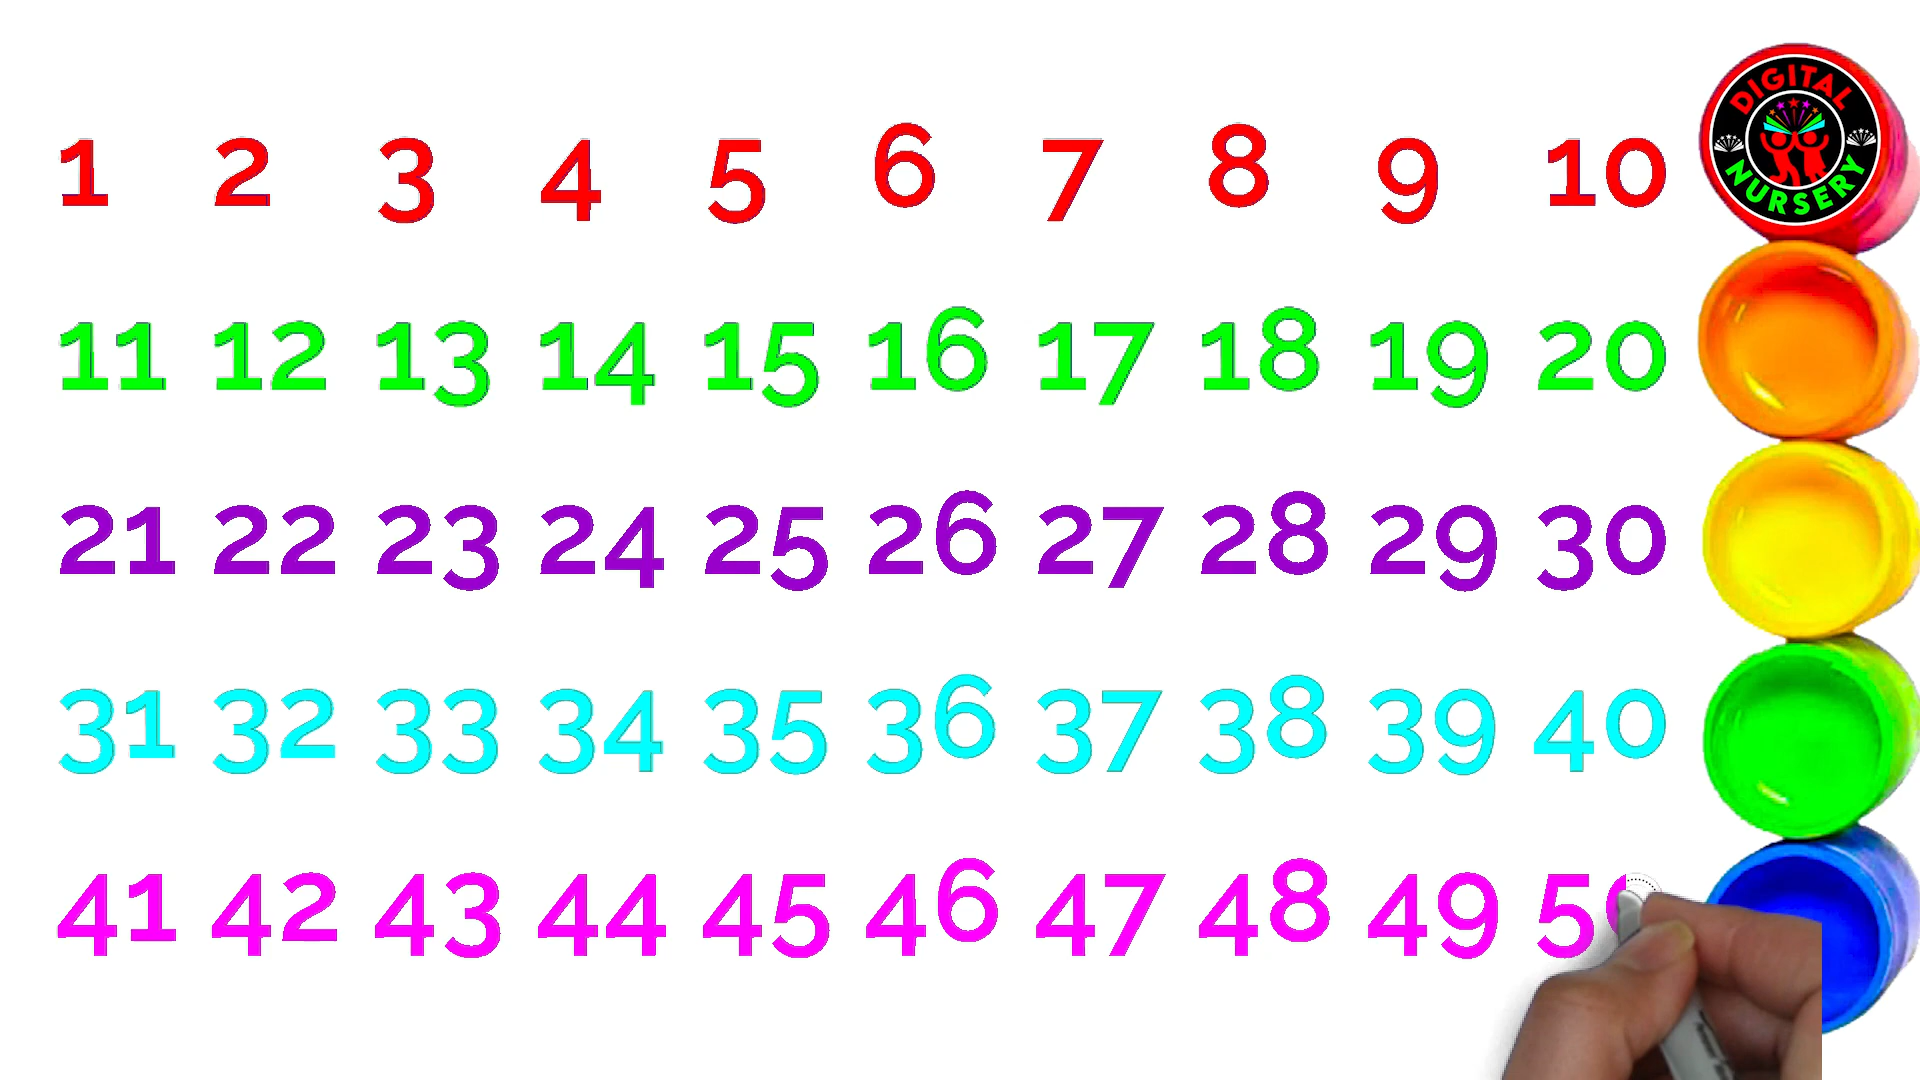 1 2 3 4 5 6 7 8 9 10
11 12 13 14 15 16 17 18 19 20
21 22 23 24 25 26 27 28 29 30
31 32 33 34 35 36 37 38 39 40
41 42 43 44 45 46 47 48 49 50
DIGITAL
NURSERY